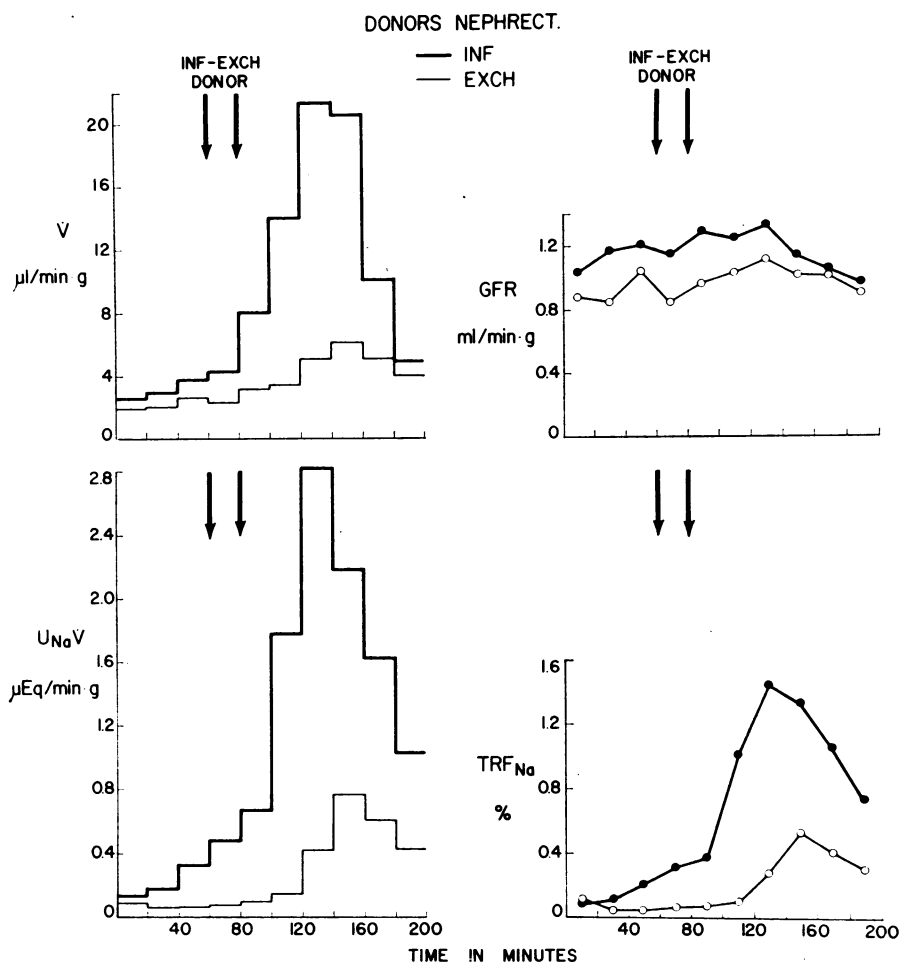 DONORS NEPHRECT.
INF
EXCH
INF-EXCH
DONOR
20
16
12
8
4
0
V̇
µl/min·g
INF-EXCH
DONOR
1.2
0.8
0.4
0
GFR
ml/min·g
2.8
2.4
2.0
1.6
1.2
0.8
0.4
0
UNaV̇
µEq/min·g
40 80 120 160 200
1.6
1.2
0.8
0.4
0
TRFNa
%
40 80 120 160 200
TIME IN MINUTES